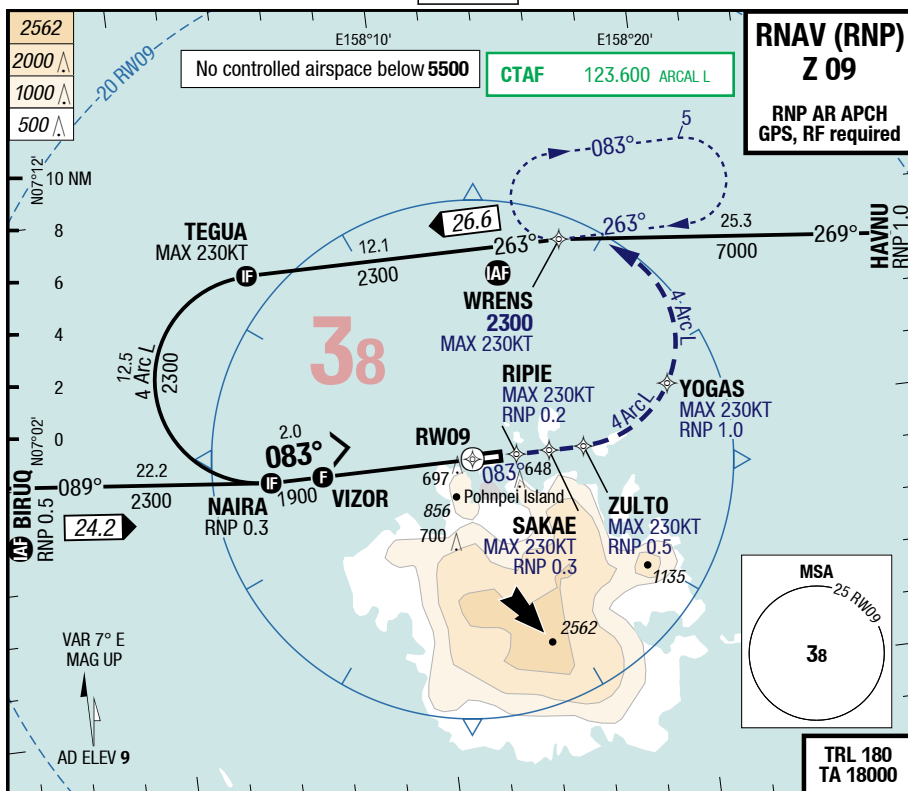 2562
2000
1000
500
20 RW09
E158°10'
E158°20'
No controlled airspace below 5500
CTAF 123.600 ARCAL L
RNAV (RNP)
Z 09
RNP AR APCH
GPS, RF required
N07°12'
10 NM
8
6
4
2
0
N07°02'
5
083°
263°
26.6
25.3
7000
269°
HAVNU
RNP 1.0
TEGUA
MAX 230KT
IF
12.1
2300
263°
IAF
WRENS
2300
MAX 230KT
38
12.5
4 Arc L
2300
4 Arc L
RIPIE
MAX 230KT
RNP 0.2
YOGAS
MAX 230KT
RNP 1.0
4 Arc L
RW09
2.0
083°
083°
648
697
856
700
Pohnpei Island
IAF BIRUQ
RNP 0.5
089°
22.2
2300
24.2
IF
NAIRA
RNP 0.3
1900
F
VIZOR
SAKAE
MAX 230KT
RNP 0.3
ZULTO
MAX 230KT
RNP 0.5
1135
2562
VAR 7° E
MAG UP
AD ELEV 9
MSA
25 RW09
38
TRL 180
TA 18000